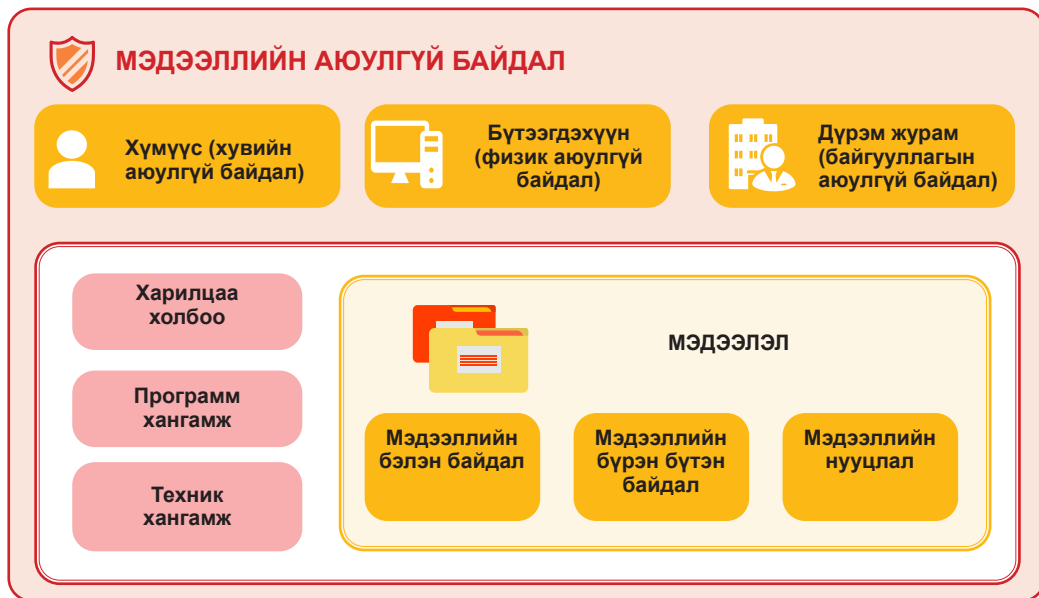 МЭДЭЭЛЛИЙН АЮУЛГҮЙ БАЙДАЛ
Хүмүүс (хувийн
аюулгүй байдал)
Бүтээгдэхүүн
(физик аюулгүй
байдал)
Дүрэм журам
(байгууллагын
аюулгүй байдал)
Харилцаа
холбоо
Программ
хангамж
Техник
хангамж
МЭДЭЭЛЭЛ
Мэдээллийн
бэлэн байдал
Мэдээллийн
бүрэн бүтэн
байдал
Мэдээллийн
нууцлал